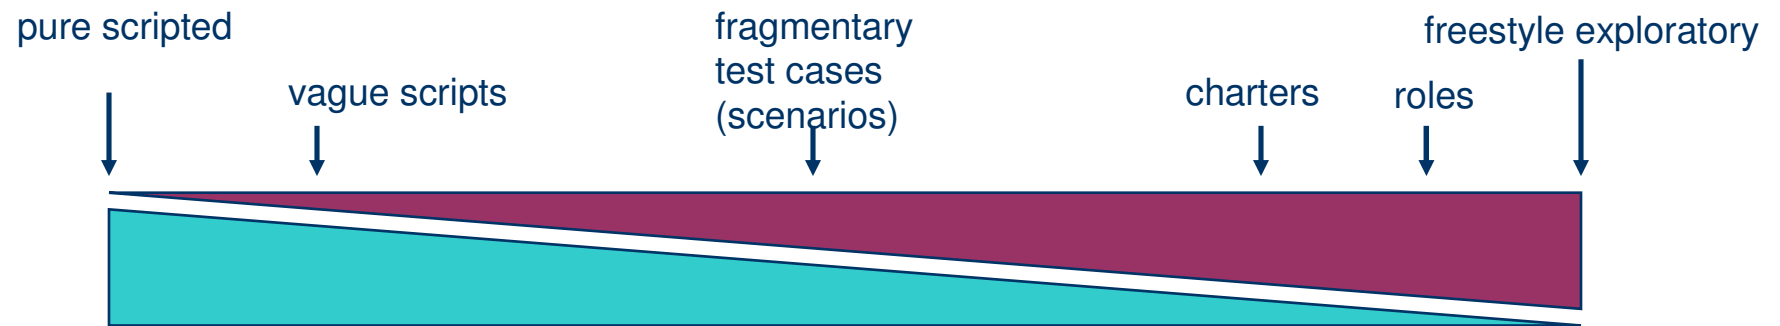 pure scripted
vague scripts
fragmentary
test cases
(scenarios)
charters
roles
freestyle exploratory